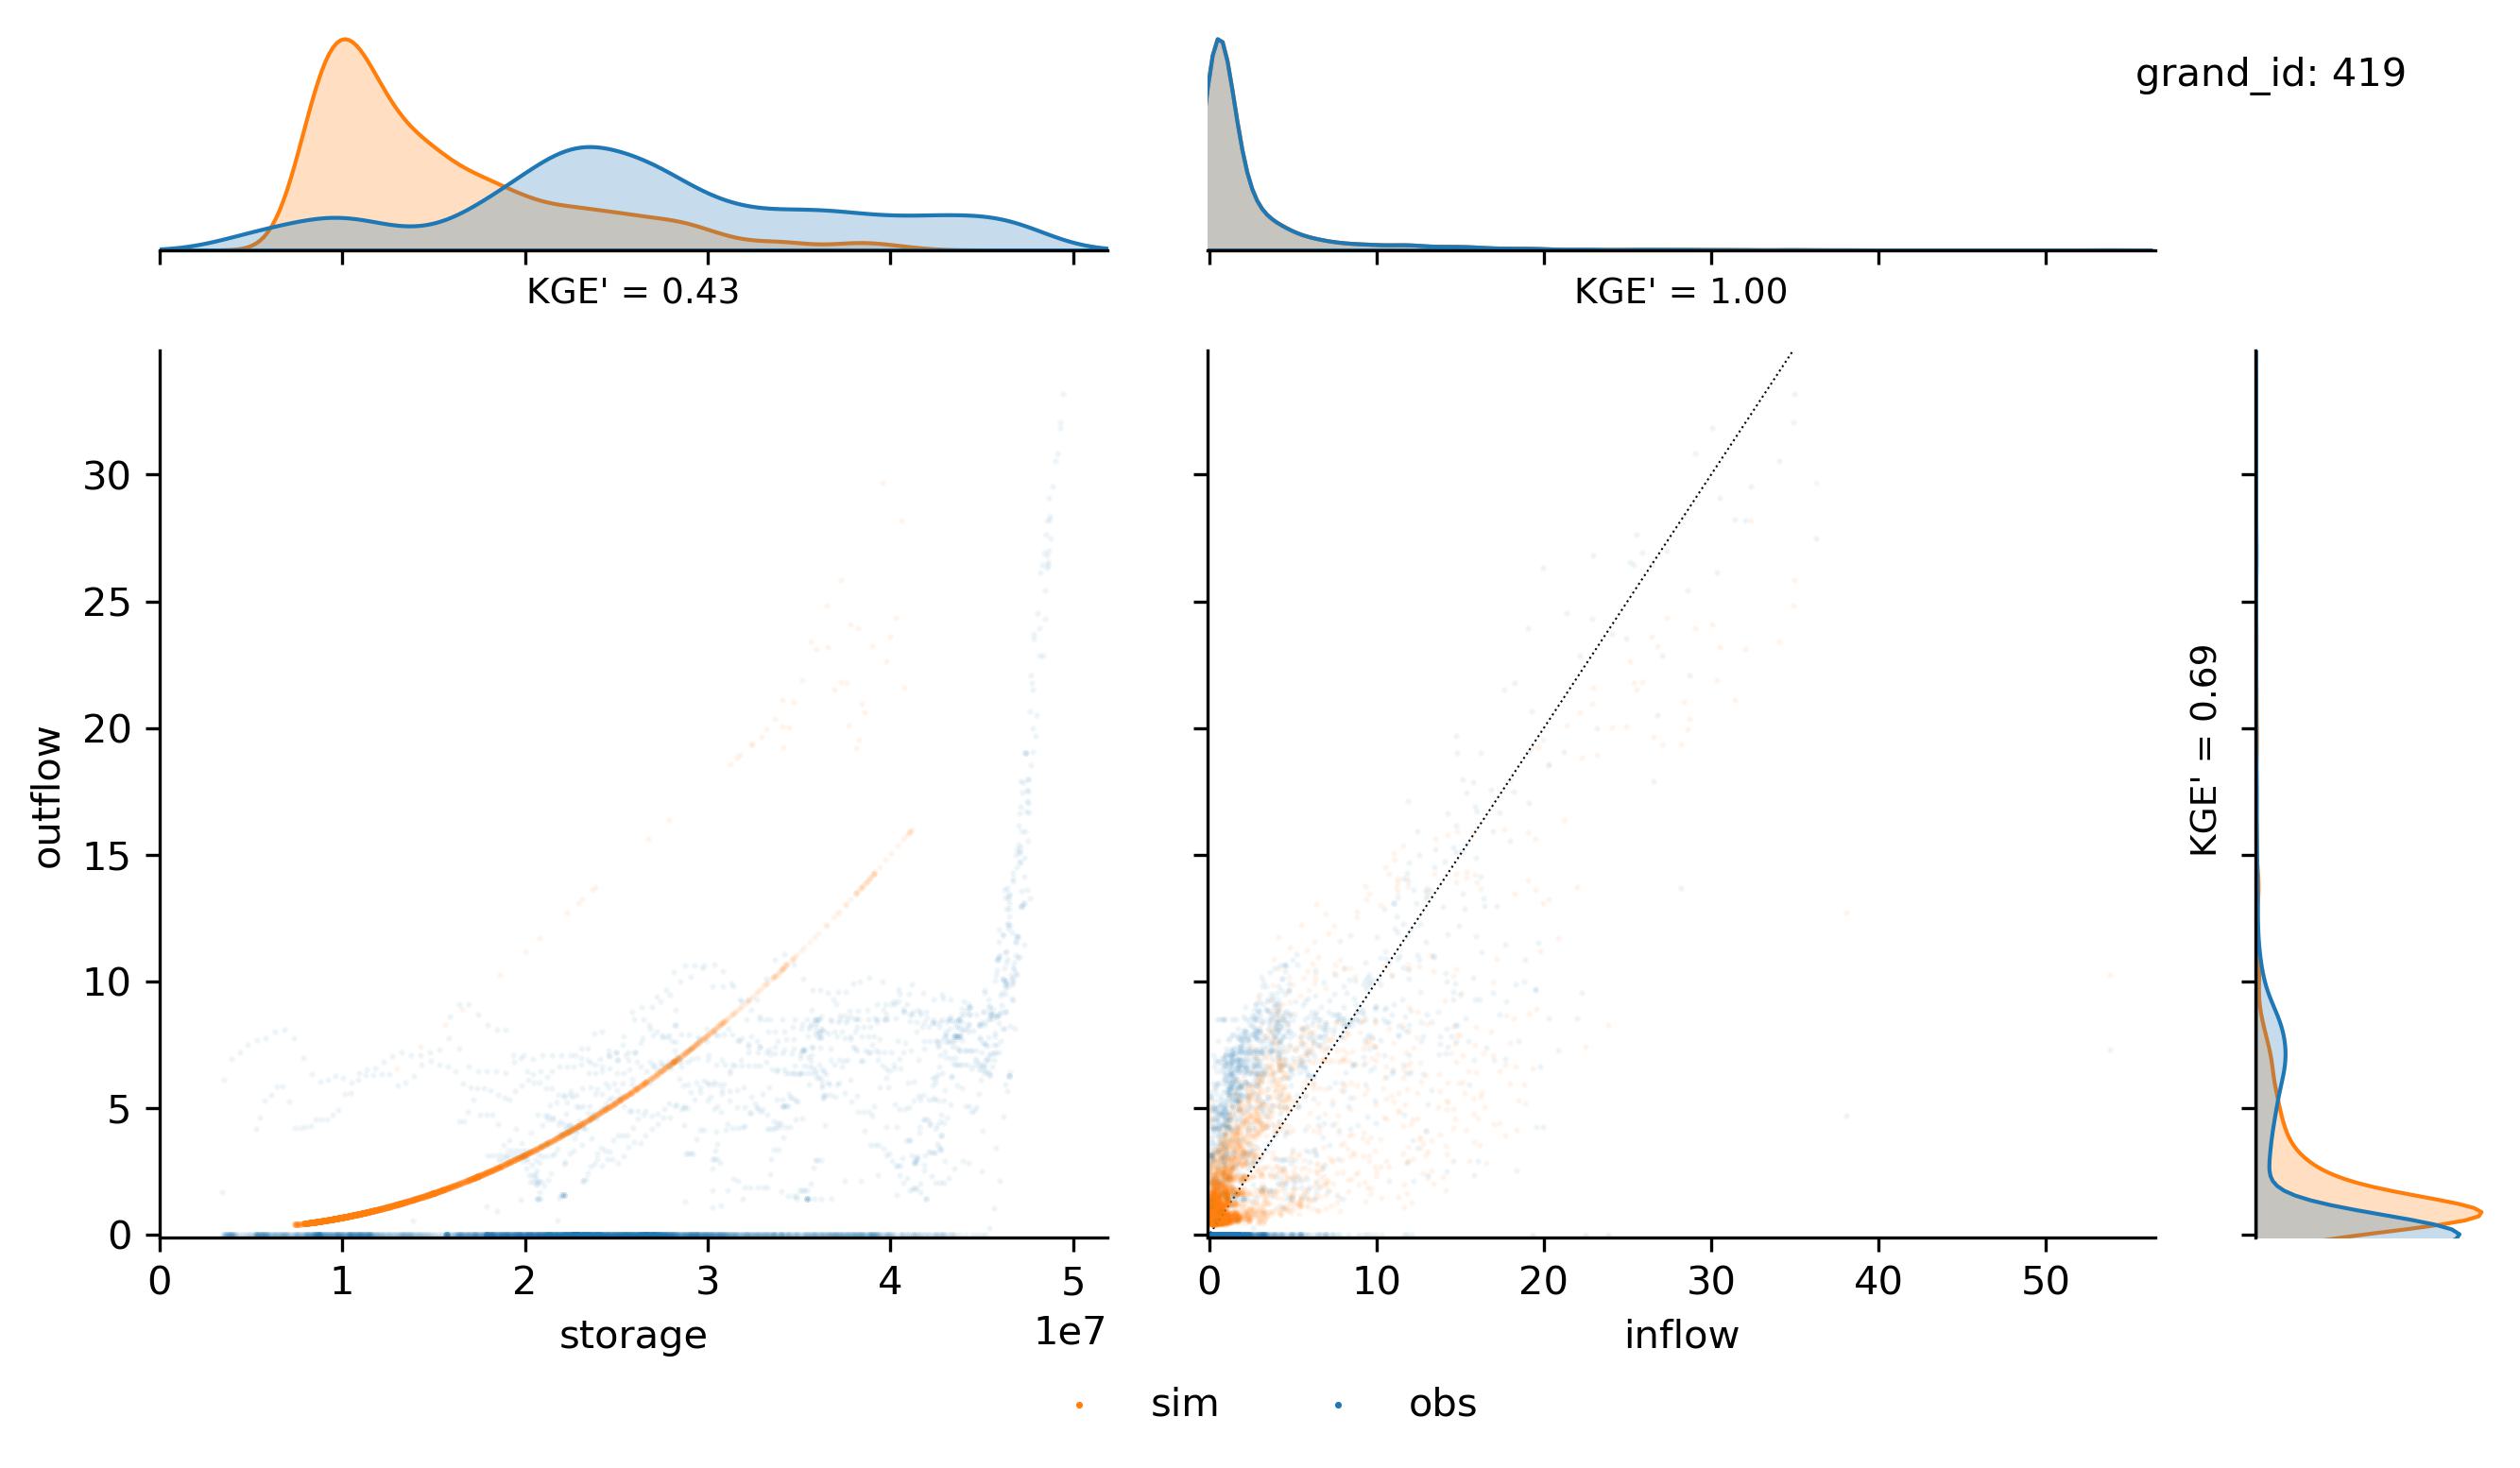 grand_id: 419
KGE' = 0.43
KGE' = 1.00
outflow
30
25
20
15
10
5
0
KGE' = 0.69
0 1 2 3 4 5
1e7
storage
0 10 20 30 40 50
inflow
sim obs